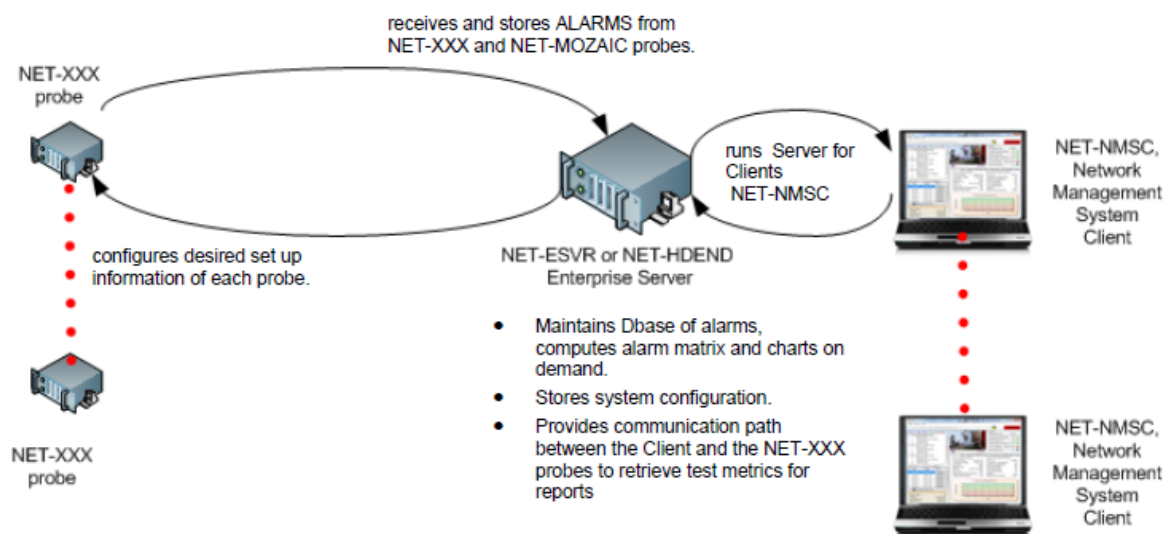 receives and stores ALARMS from
NET-XXX and NET-MOZAIC probes.
NET-XXX
probe
runs Server for
Clients
NET-NMSC
NET-NMSC,
Network
Management
System
Client
configures desired set up
information of each probe.
NET-ESVR or NET-HDEND
Enterprise Server
• Maintains Dbase of alarms,
computes alarm matrix and charts on
demand.
• Stores system configuration.
• Provides communication path
between the Client and the NET-XXX
probes to retrieve test metrics for
reports
NET-XXX
probe
NET-NMSC,
Network
Management
System
Client